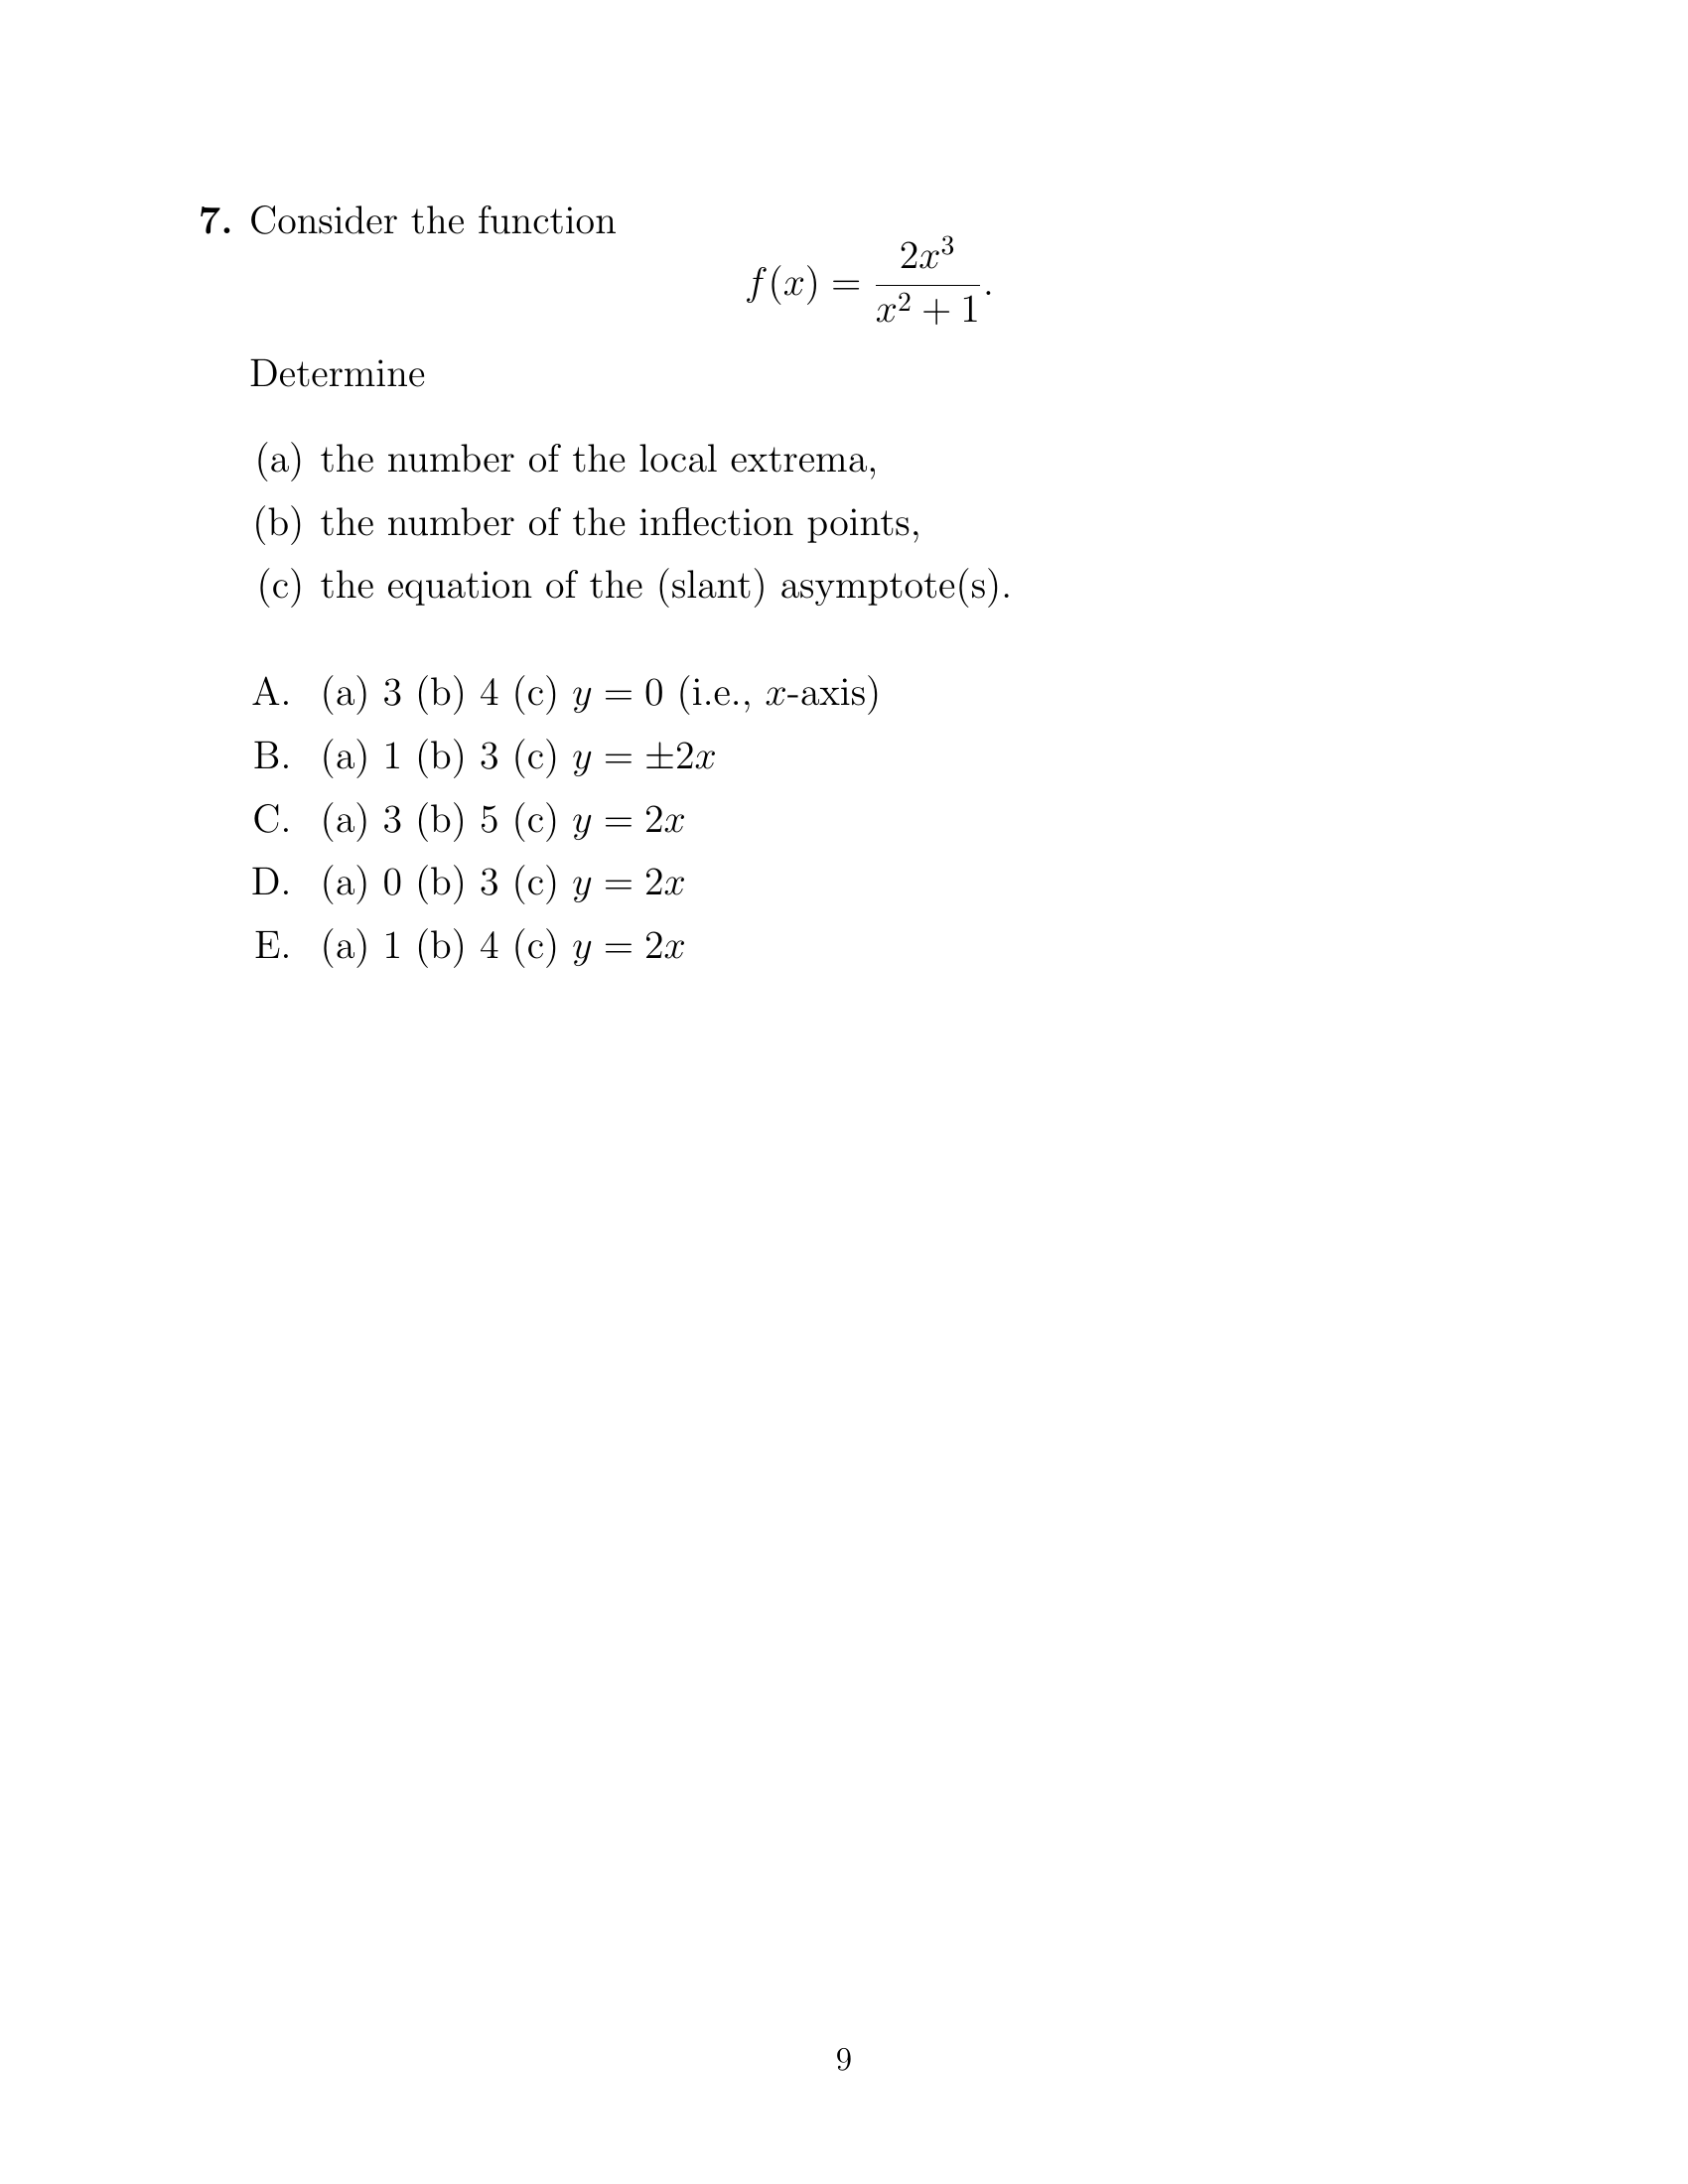 7. Consider the function
f(x) = \frac{2x^3}{x^2 + 1}.
Determine
(a) the number of the local extrema,
(b) the number of the inflection points,
(c) the equation of the (slant) asymptote(s).
A. (a) 3 (b) 4 (c) y = 0 (i.e., x-axis)
B. (a) 1 (b) 3 (c) y = ±2x
C. (a) 3 (b) 5 (c) y = 2x
D. (a) 0 (b) 3 (c) y = 2x
E. (a) 1 (b) 4 (c) y = 2x
9